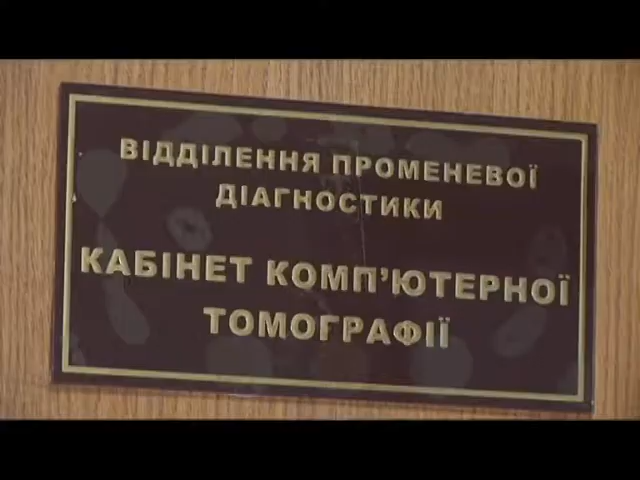 ВІДДІЛЕННЯ ПРОМЕНЕВОЇ
ДІАГНОСТИКИ
КАБІНЕТ КОМП'ЮТЕРНОЇ
ТОМОГРАФІЇ